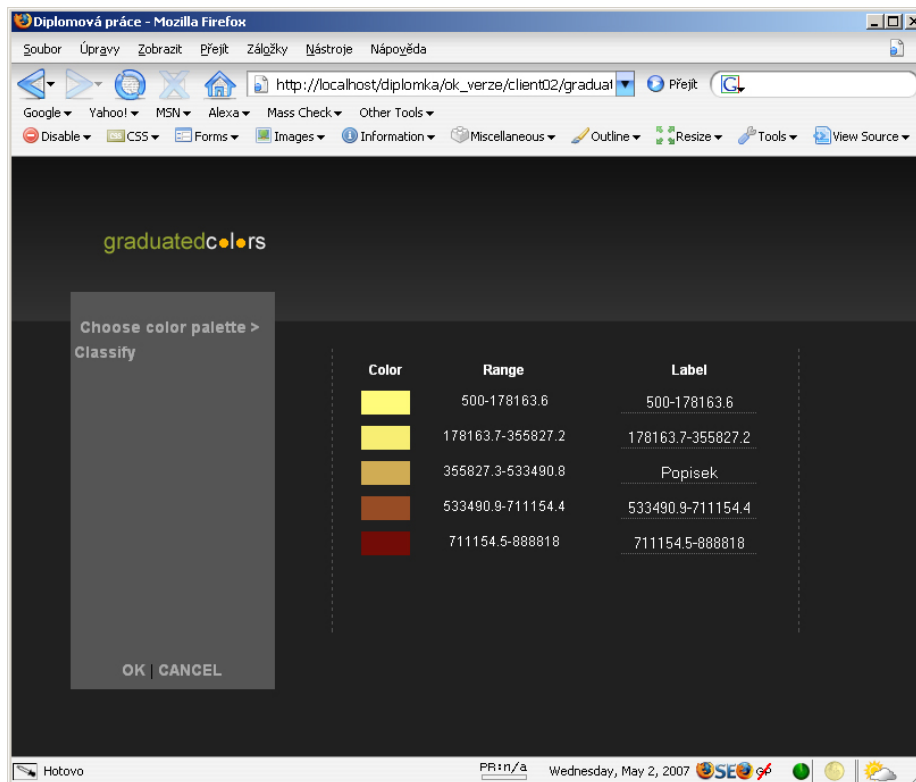 Diplomová práce - Mozilla Firefox
Soubor Úpravy Zobrazit Přejít Záložky Nástroje Nápověda
http://localhost/diplomka/ok_verze/client02/graduat Přejít G
Google Yahoo! MSN Alexa Mass Check Other Tools
Disable CSS Forms Images Information Miscellaneous Outline Resize Tools View Source
graduatedcolors
Choose color palette >
Classify
Color Range Label
500-178163.6 500-178163.6
178163.7-355827.2 178163.7-355827.2
355827.3-533490.8 Popisek
533490.9-711154.4 533490.9-711154.4
711154.5-888818 711154.5-888818
OK | CANCEL
Hotovo PR:n/a Wednesday, May 2, 2007 SE GP